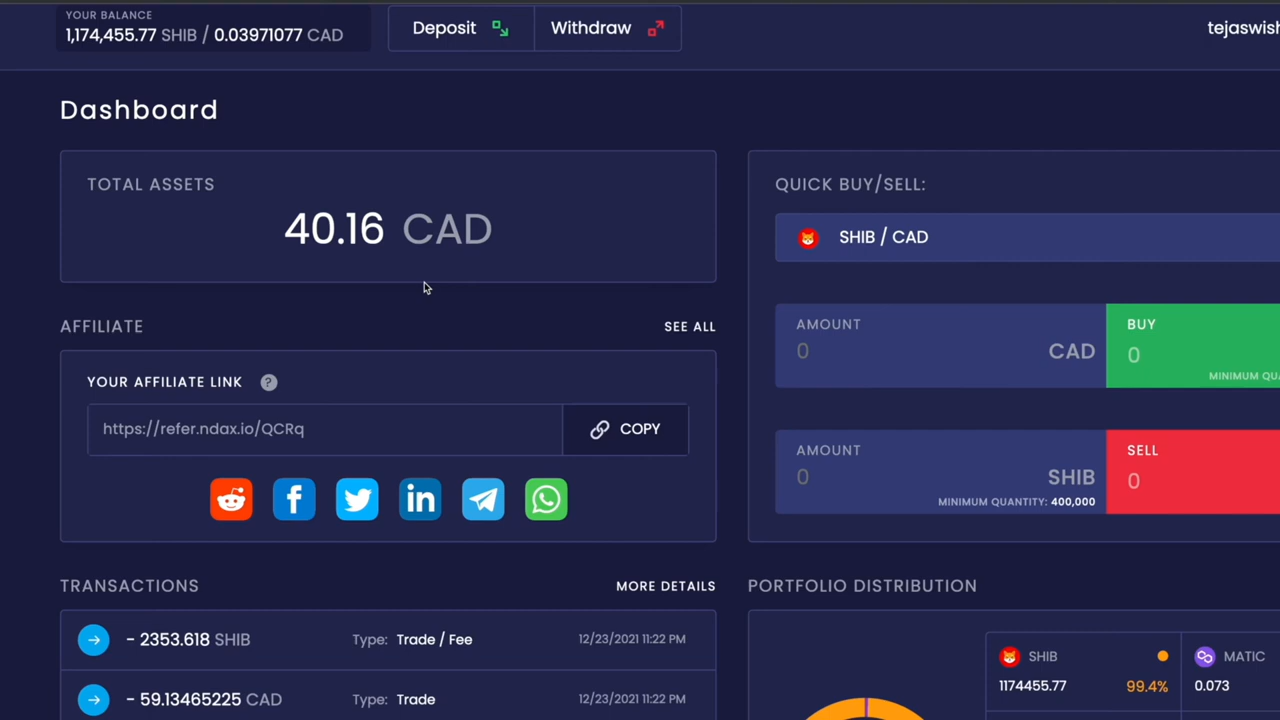 YOUR BALANCE
1,174,455.77 SHIB / 0.03971077 CAD
Deposit
Withdraw
tejaswish
Dashboard
TOTAL ASSETS
40.16 CAD
QUICK BUY/SELL:
SHIB / CAD
AMOUNT
0 CAD
BUY
0
MINIMUM QUA
AFFILIATE
SEE ALL
YOUR AFFILIATE LINK ?
https://refer.ndax.io/QCRq
COPY
AMOUNT
0 SHIB
MINIMUM QUANTITY: 400,000
SELL
0
TRANSACTIONS
MORE DETAILS
- 2353.618 SHIB Type: Trade / Fee 12/23/2021 11:22 PM
- 59.13465225 CAD Type: Trade 12/23/2021 11:22 PM
PORTFOLIO DISTRIBUTION
SHIB
1174455.77 99.4%
MATIC
0.073